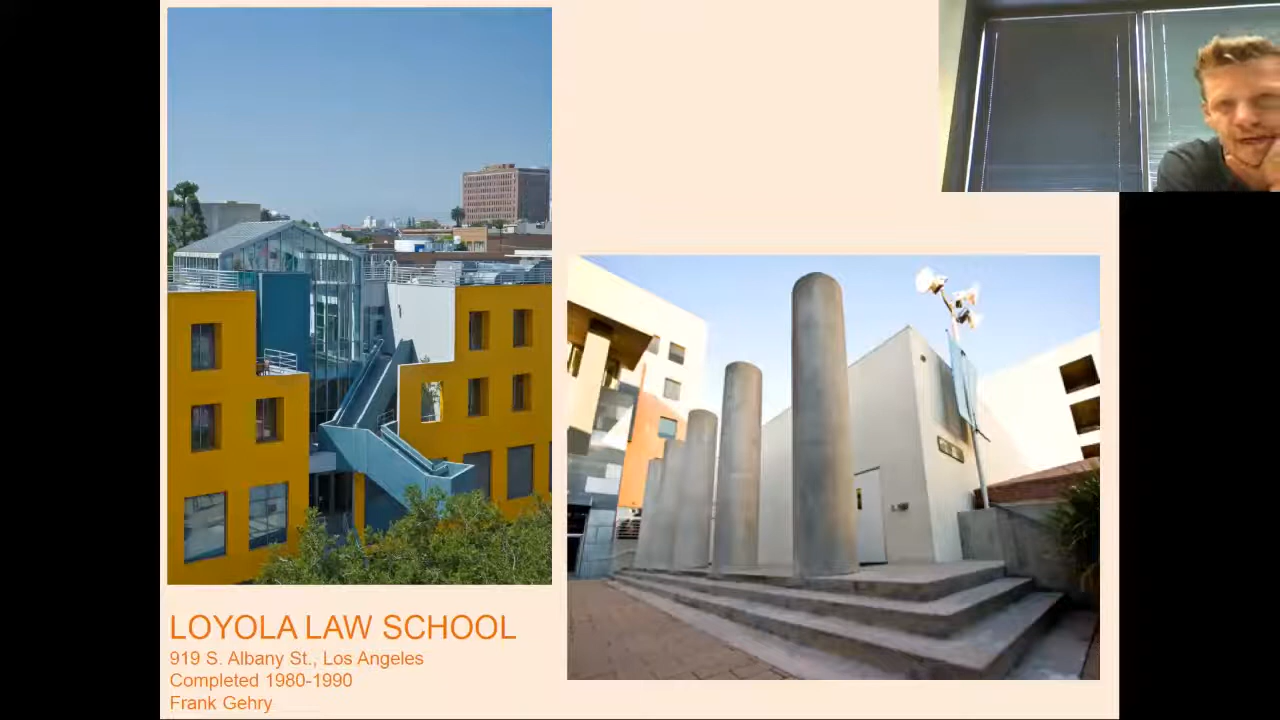 LOYOLA LAW SCHOOL
919 S. Albany St., Los Angeles
Completed 1980-1990
Frank Gehry